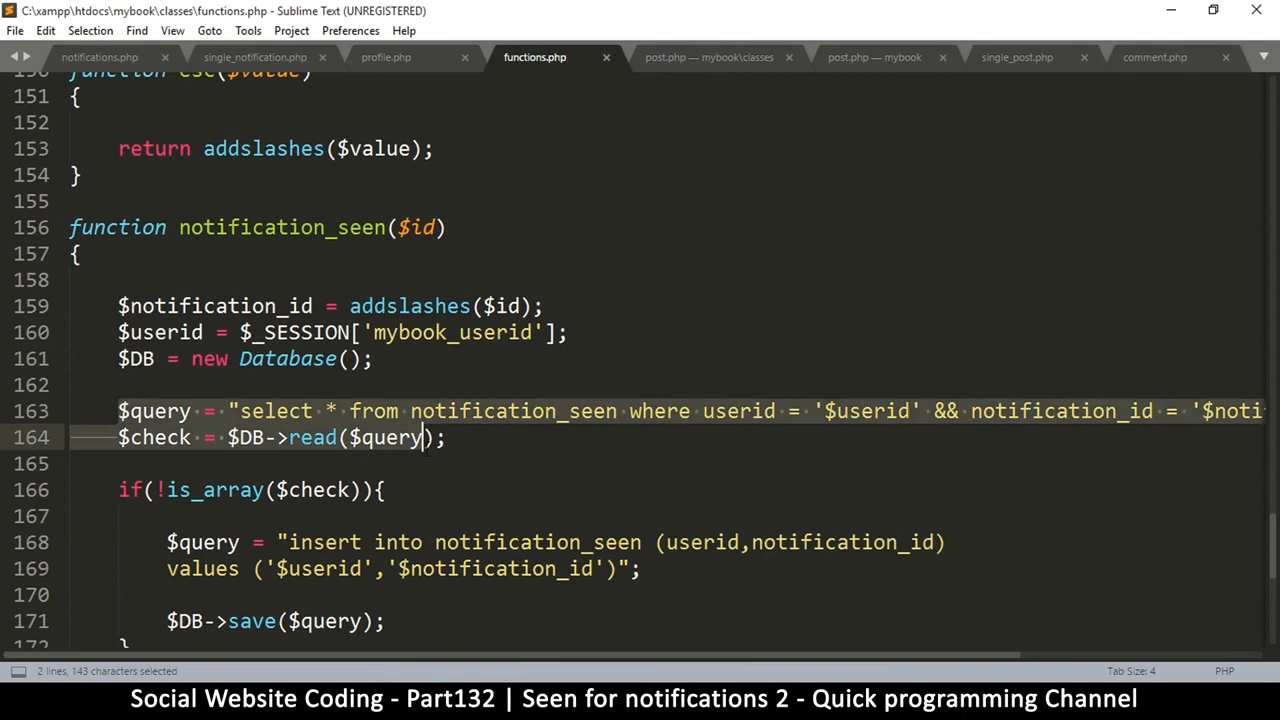 C:\xampp\htdocs\mybook\classes\functions.php - Sublime Text (UNREGISTERED)
File Edit Selection Find View Goto Tools Project Preferences Help
notifications.php single_notification.php profile.php functions.php post.php — mybook\classes post.php — mybook single_post.php comment.php
150 function esc($value)
151 {
152
153 return addslashes($value);
154 }
155
156 function notification_seen($id)
157 {
158
159 $notification_id = addslashes($id);
160 $userid = $_SESSION['mybook_userid'];
161 $DB = new Database();
162
163 $query = "select * from notification_seen where userid = '$userid' && notification_id = '$noti
164 $check = $DB->read($query);
165
166 if(!is_array($check)){
167
168 $query = "insert into notification_seen (userid,notification_id)
169 values ('$userid','$notification_id')";
170
171 $DB->save($query);
172 }
2 lines, 143 characters selected Tab Size: 4 PHP
Social Website Coding - Part132 | Seen for notifications 2 - Quick programming Channel